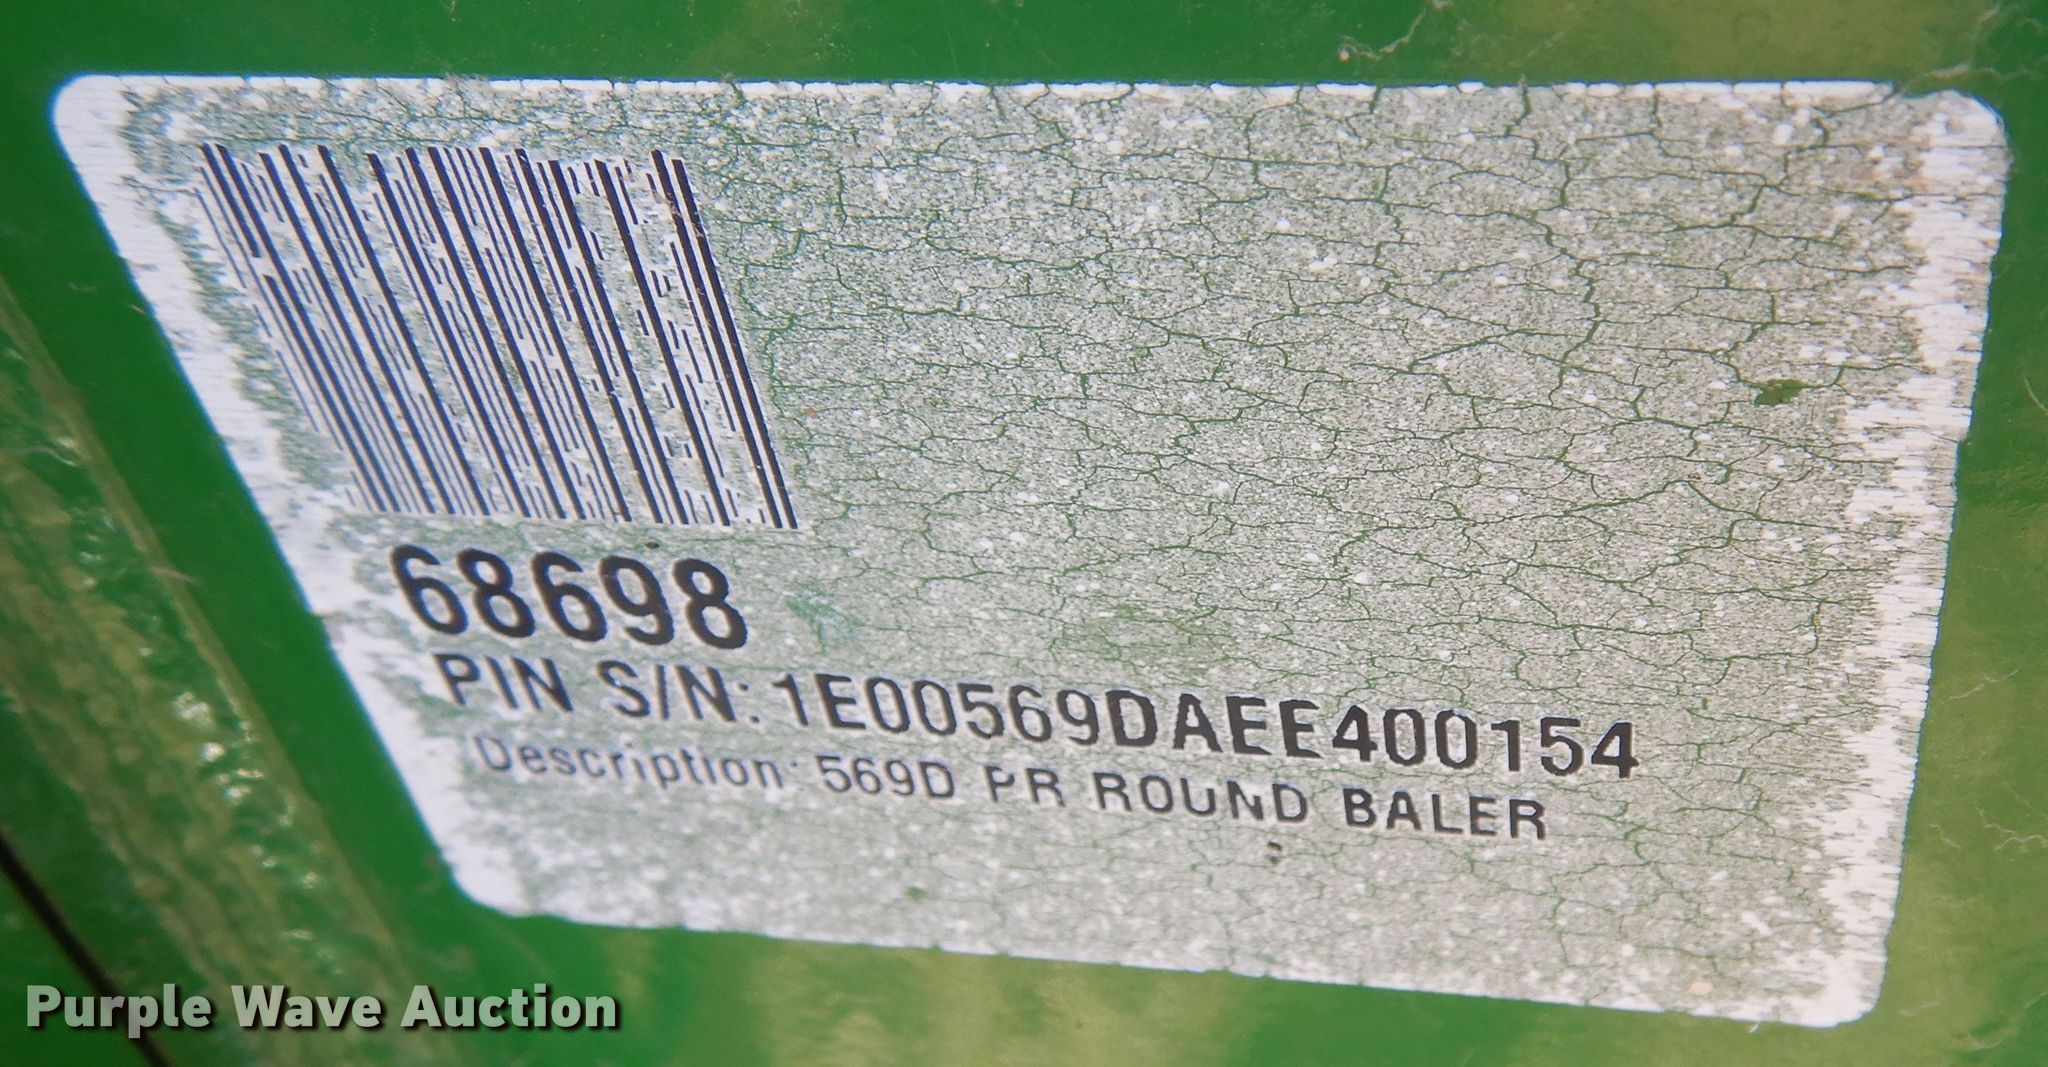 68698
PIN S/N: 1E00569DAEE400154
Description: 569D PR ROUND BALER
Purple Wave Auction